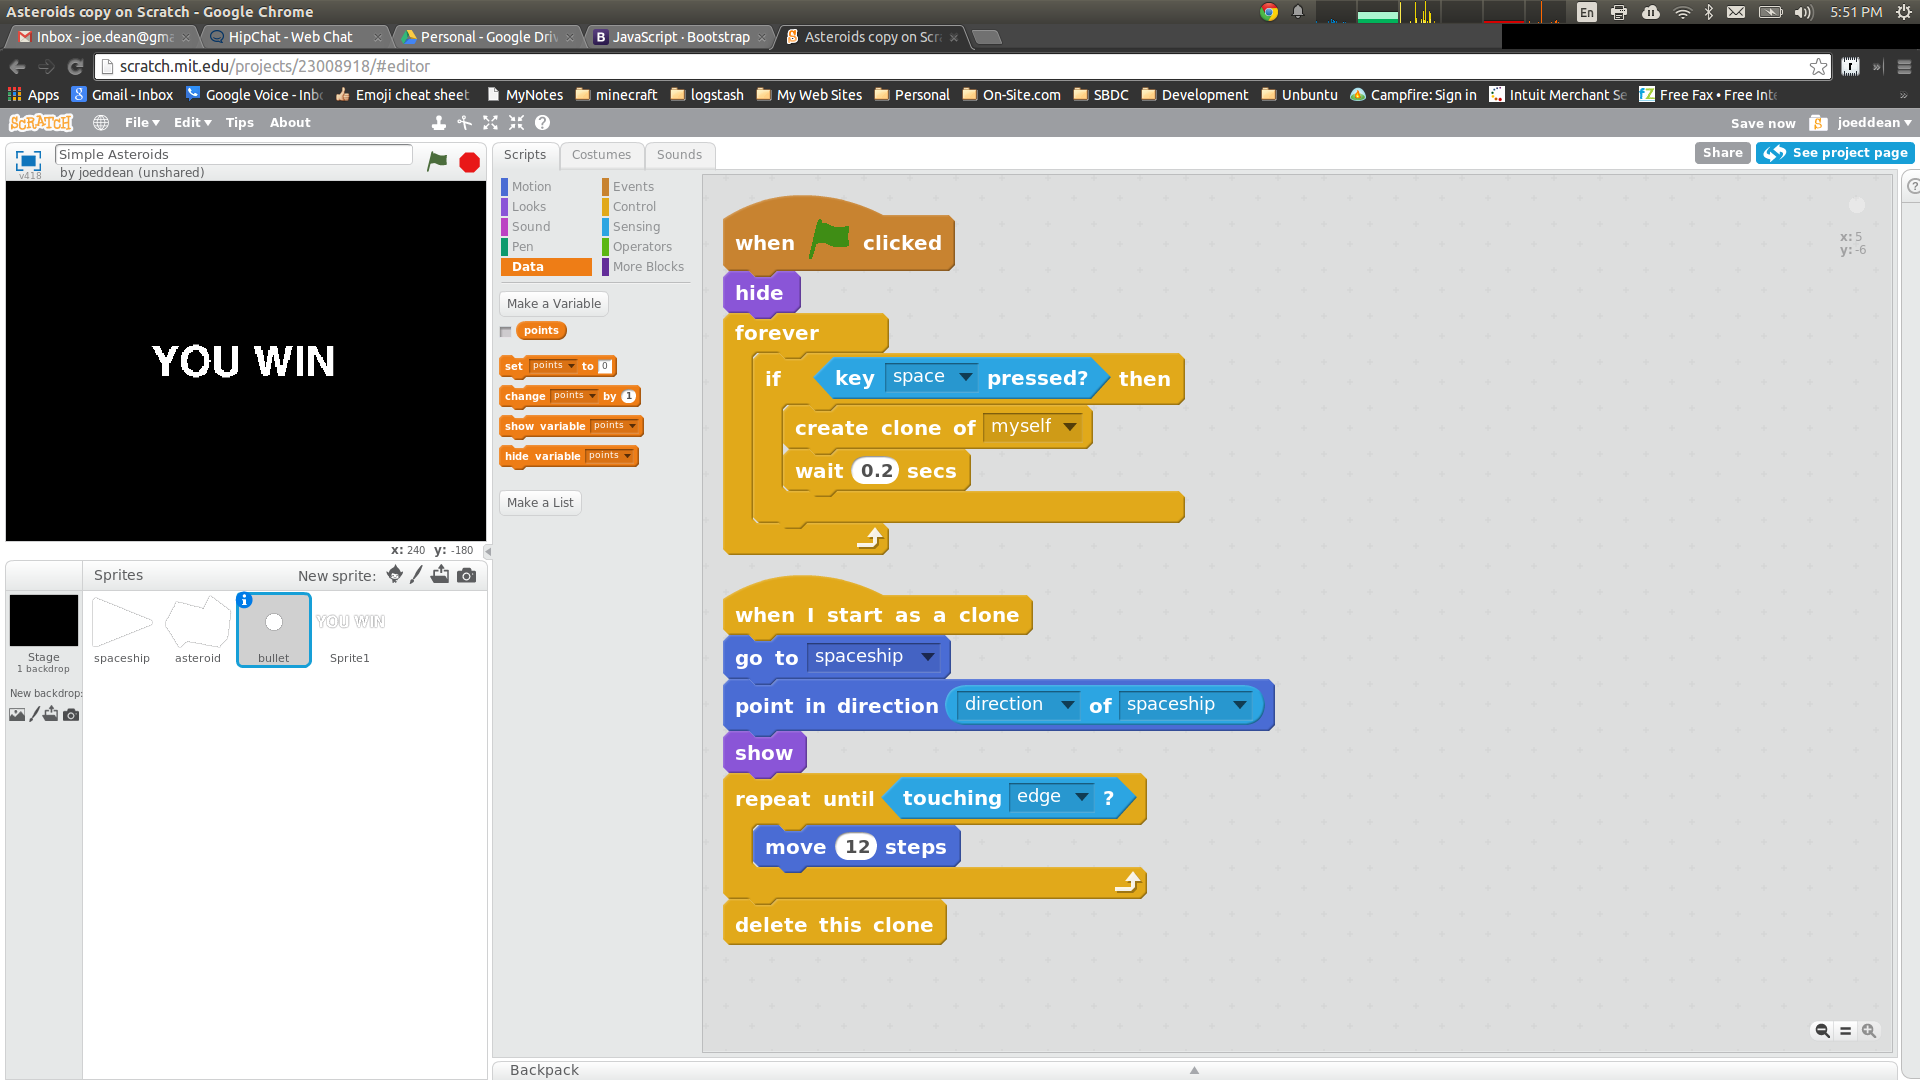 Asteroids copy on Scratch - Google Chrome
En
5:51 PM
Inbox - joe.dean@gma
HipChat - Web Chat
Personal - Google Driv
JavaScript · Bootstrap
Asteroids copy on Scra
scratch.mit.edu/projects/23008918/#editor
Apps
Gmail - Inbox
Google Voice - Inbo
Emoji cheat sheet
MyNotes
minecraft
logstash
My Web Sites
Personal
On-Site.com
SBDC
Development
Unbuntu
Campfire: Sign in
Intuit Merchant Se
Free Fax • Free Inte
SCRATCH
File
Edit
Tips
About
Save now
joeddean
v418
Simple Asteroids
by joeddean (unshared)
Scripts
Costumes
Sounds
Share
See project page
YOU WIN
x: 240 y: -180
Motion
Looks
Sound
Pen
Data
Events
Control
Sensing
Operators
More Blocks
Make a Variable
points
set points to 0
change points by 1
show variable points
hide variable points
Make a List
when clicked
hide
forever
if key space pressed? then
create clone of myself
wait 0.2 secs
when I start as a clone
go to spaceship
point in direction direction of spaceship
show
repeat until touching edge ?
move 12 steps
delete this clone
x: 5
y: -6
Sprites
New sprite:
Stage
1 backdrop
New backdrop:
spaceship
asteroid
bullet
YOU WIN
Sprite1
Backpack